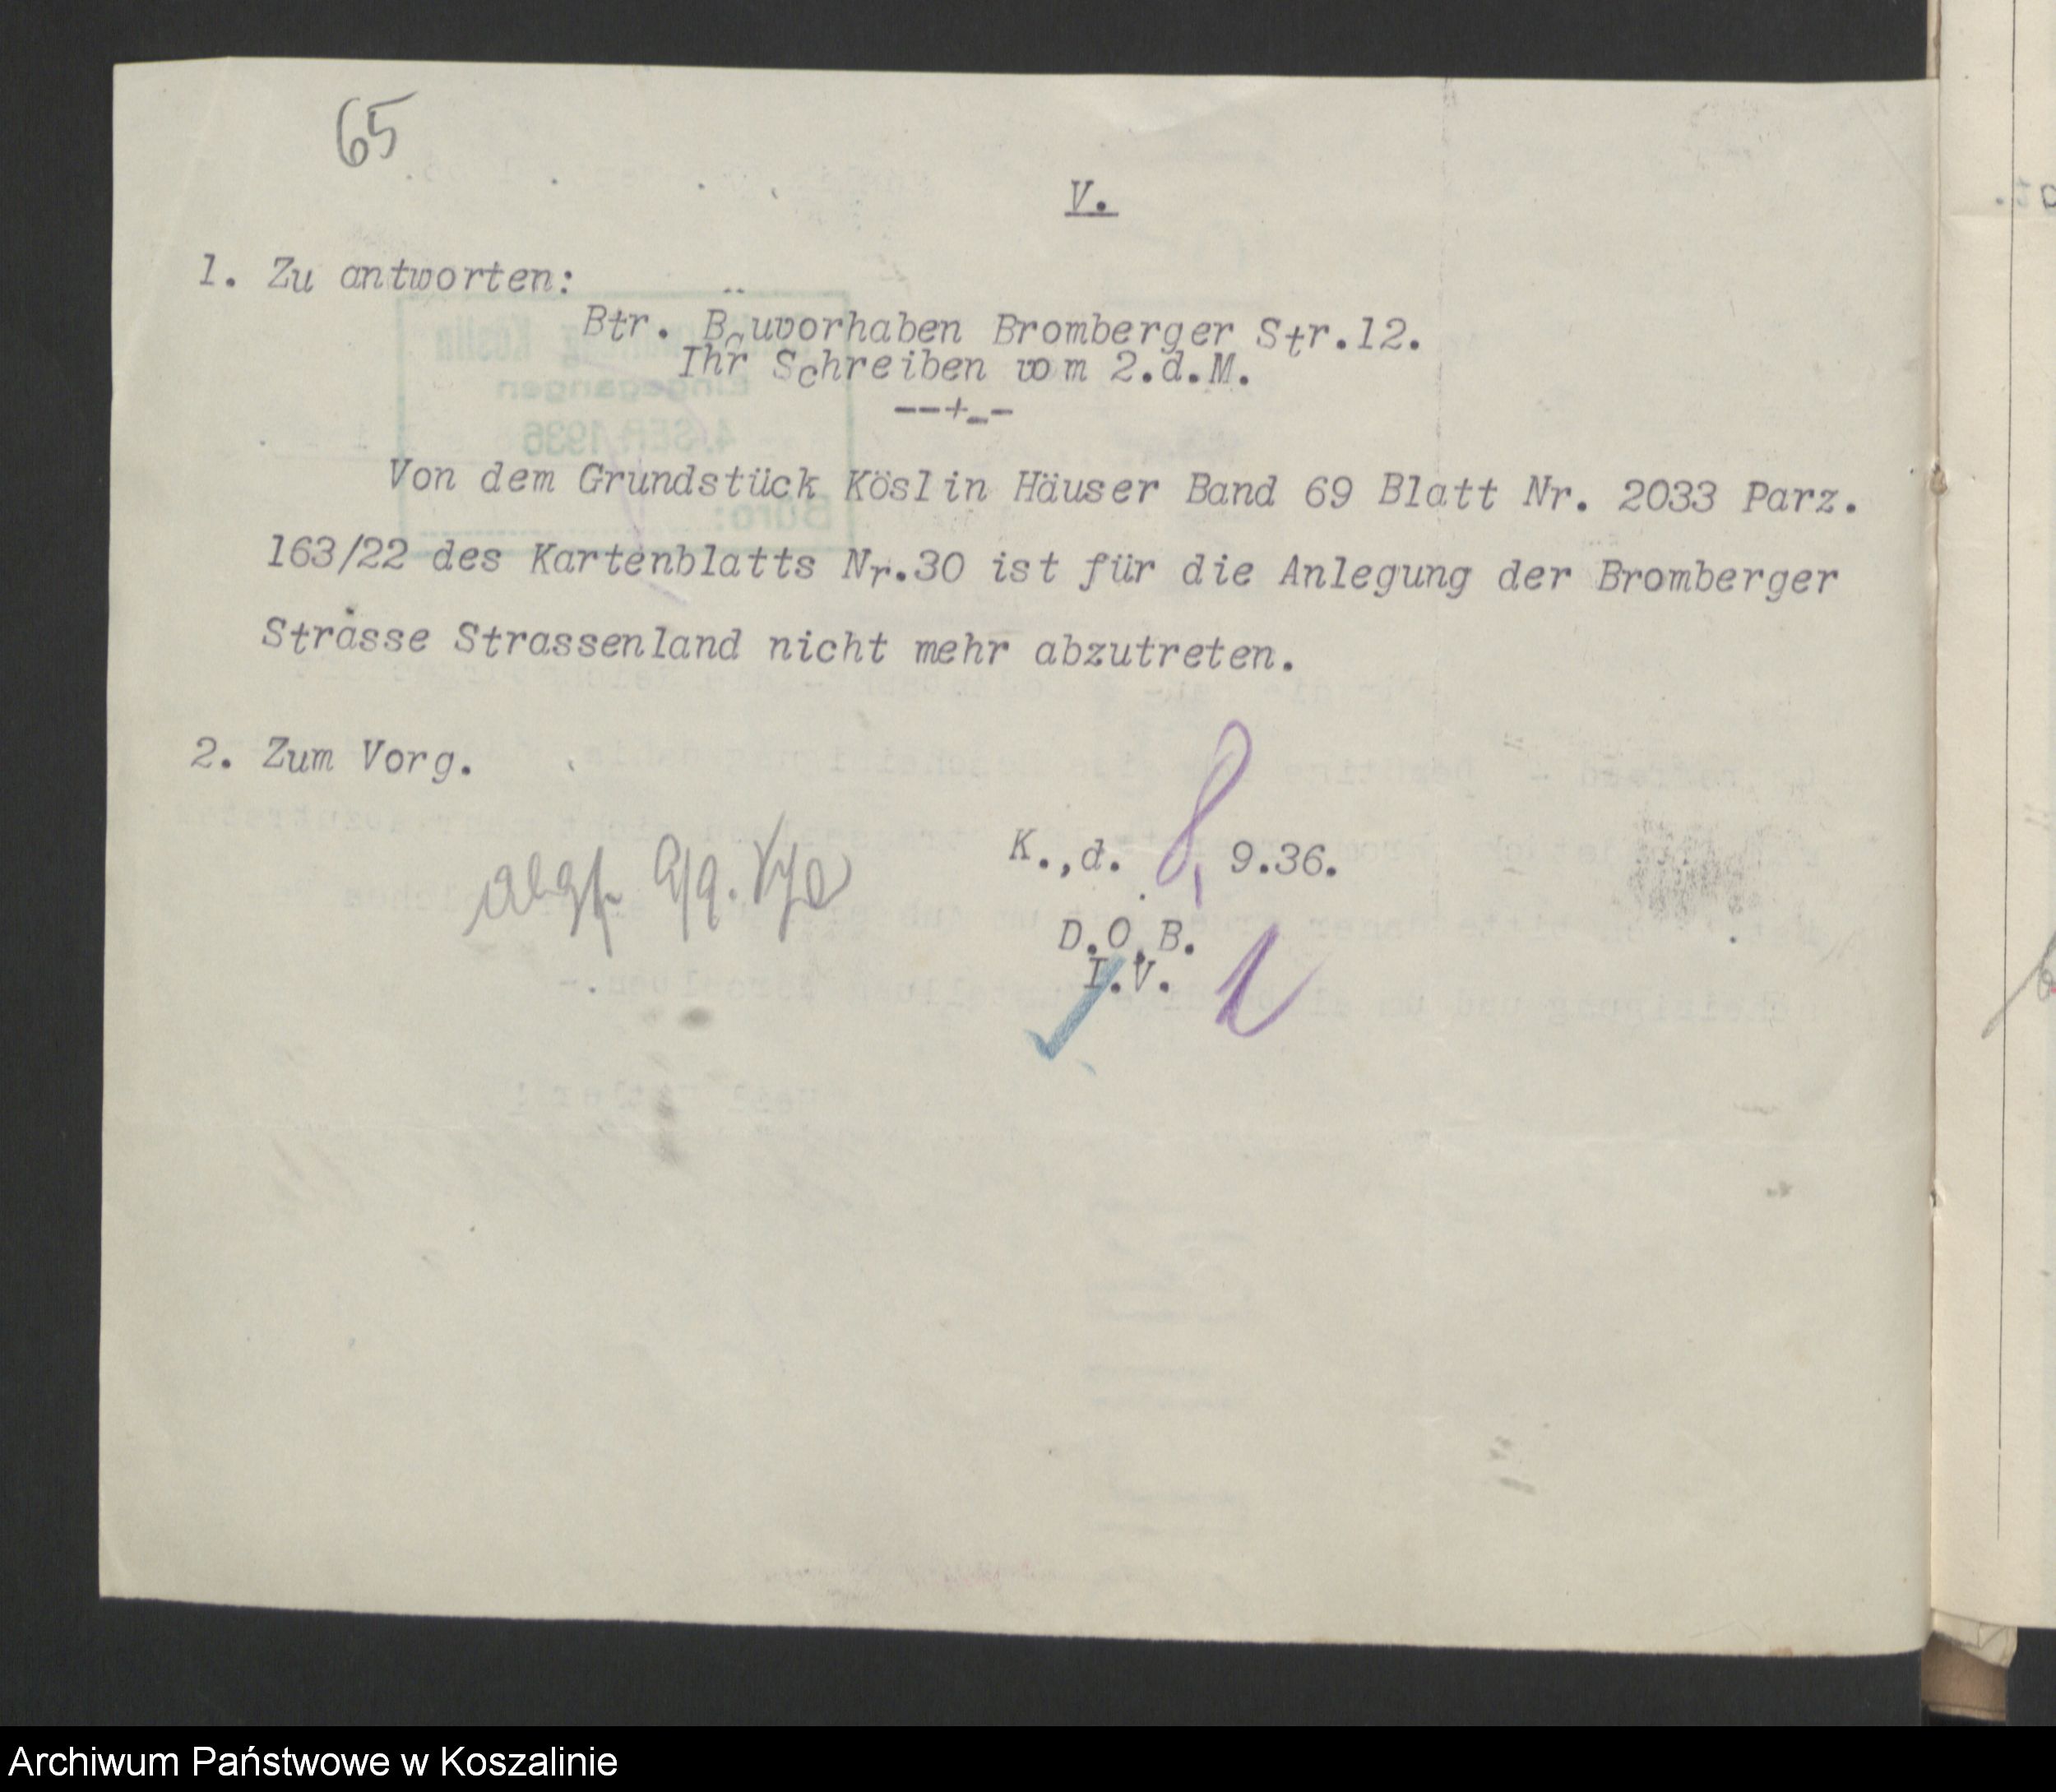 65
V.
1. Zu antworten:
Btr. Bauvorhaben Bromberger Str.12.
Ihr Schreiben vom 2.d.M.
--+--
Von dem Grundstück Köslin Häuser Band 69 Blatt Nr. 2033 Parz.
163/22 des Kartenblatts Nr.30 ist für die Anlegung der Bromberger
Strasse Strassenland nicht mehr abzutreten.
2. Zum Vorg.
K.,d. 8. 9.36.
D.O.B.
I.V.
Archiwum Państwowe w Koszalinie